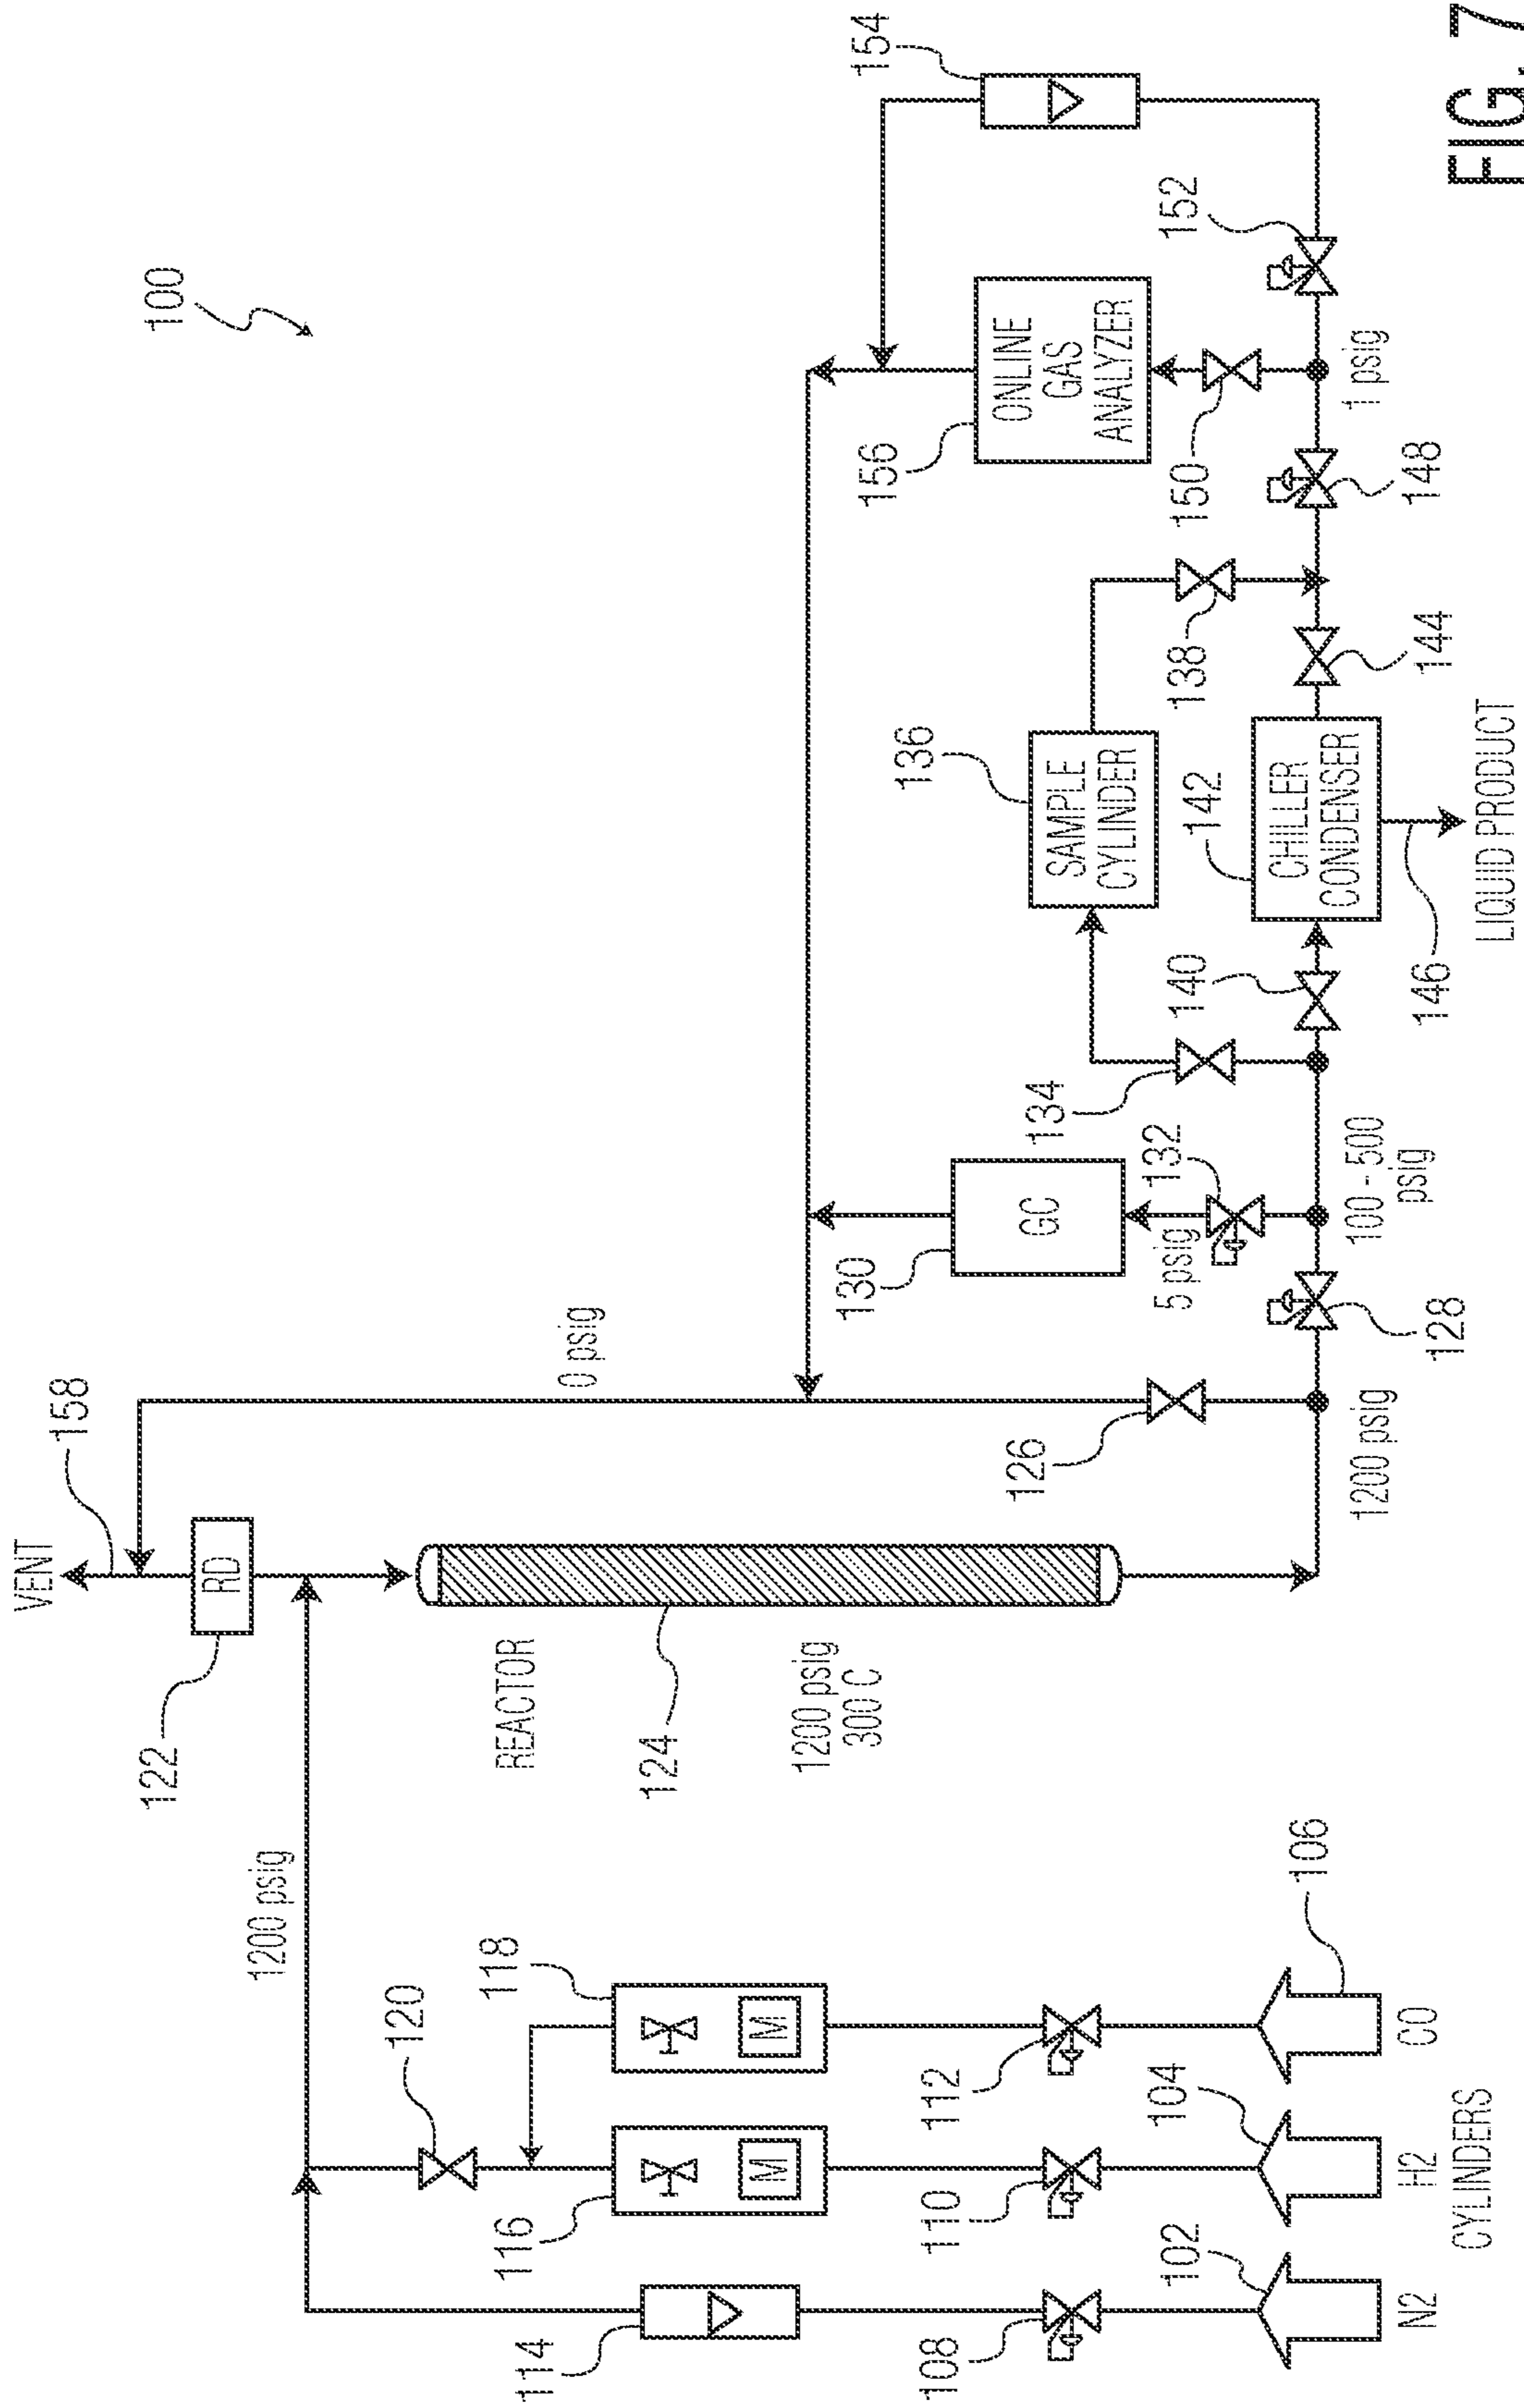 100
VENT
158
RD
122
1200 psig
0 psig
120
118
M
116
M
114
112
110
108
106
104
102
N2
H2
CO
CYLINDERS
REACTOR
124
1200 psig
300 C
126
1200 psig
128
130
GC
5 psig
132
100 - 500
psig
134
136
SAMPLE
CYLINDER
138
140
142
CHILLER
CONDENSER
144
146
LIQUID PRODUCT
148
1 psig
150
152
154
156
ONLINE
GAS
ANALYZER
FIG. 7